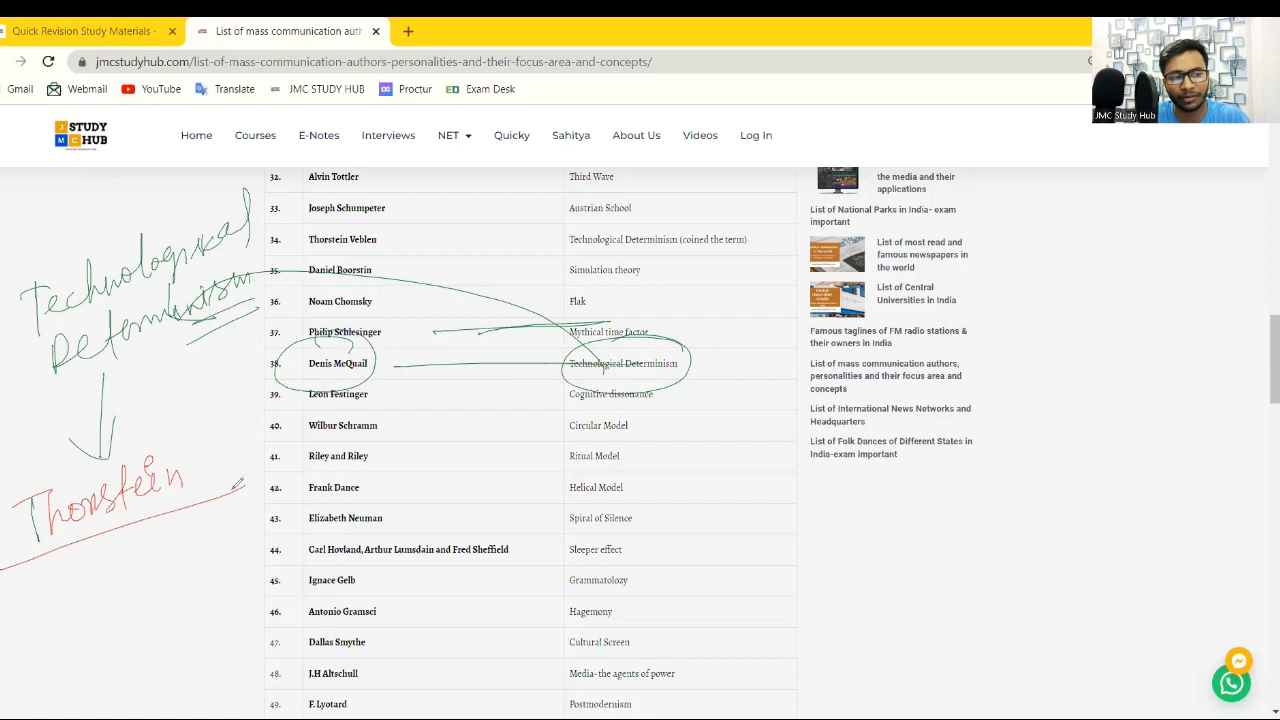 Quick Revision Study Materials -
List of mass communication auth
jmcstudyhub.com/list-of-mass-communication-authors-personalities-and-their-focus-area-and-concepts/
Gmail Webmail YouTube Translate JMC STUDY HUB Proctur Exam Desk
JMC Study Hub
J STUDY
M C HUB
Home Courses E-Notes Interviews NET Quicky Sahitya About Us Videos Log In
32. Alvin Tottler Third Wave
33. Joseph Schumpeter Austrian School
34. Thorstein Veblen Technological Determinism (coined the term)
35. Daniel Boorstin Simulation theory
36. Noam Chomsky Flak
37. Philip Schlesinger Mythical time factor
38. Denis McQuail Technological Determinism
39. Leon Festinger Cognitive dissonance
40. Wilbur Schramm Circular Model
41. Riley and Riley Ritual Model
42. Frank Dance Helical Model
43. Elizabeth Neuman Spiral of Silence
44. Carl Hovland, Arthur Lumsdain and Fred Sheffield Sleeper effect
45. Ignace Gelb Grammatolozy
46. Antonio Gramsci Hagemony
47. Dallas Smythe Cultural Screen
48. J.H Altschull Media- the agents of power
49. F. Lyotard Postmodernism
Technological
Thorstein
the media and their
applications
List of National Parks in India- exam
important
List of most read and
famous newspapers in
the world
List of Central
Universities in India
Famous taglines of FM radio stations &
their owners in India
List of mass communication authors,
personalities and their focus area and
concepts
List of International News Networks and
Headquarters
List of Folk Dances of Different States in
India-exam important